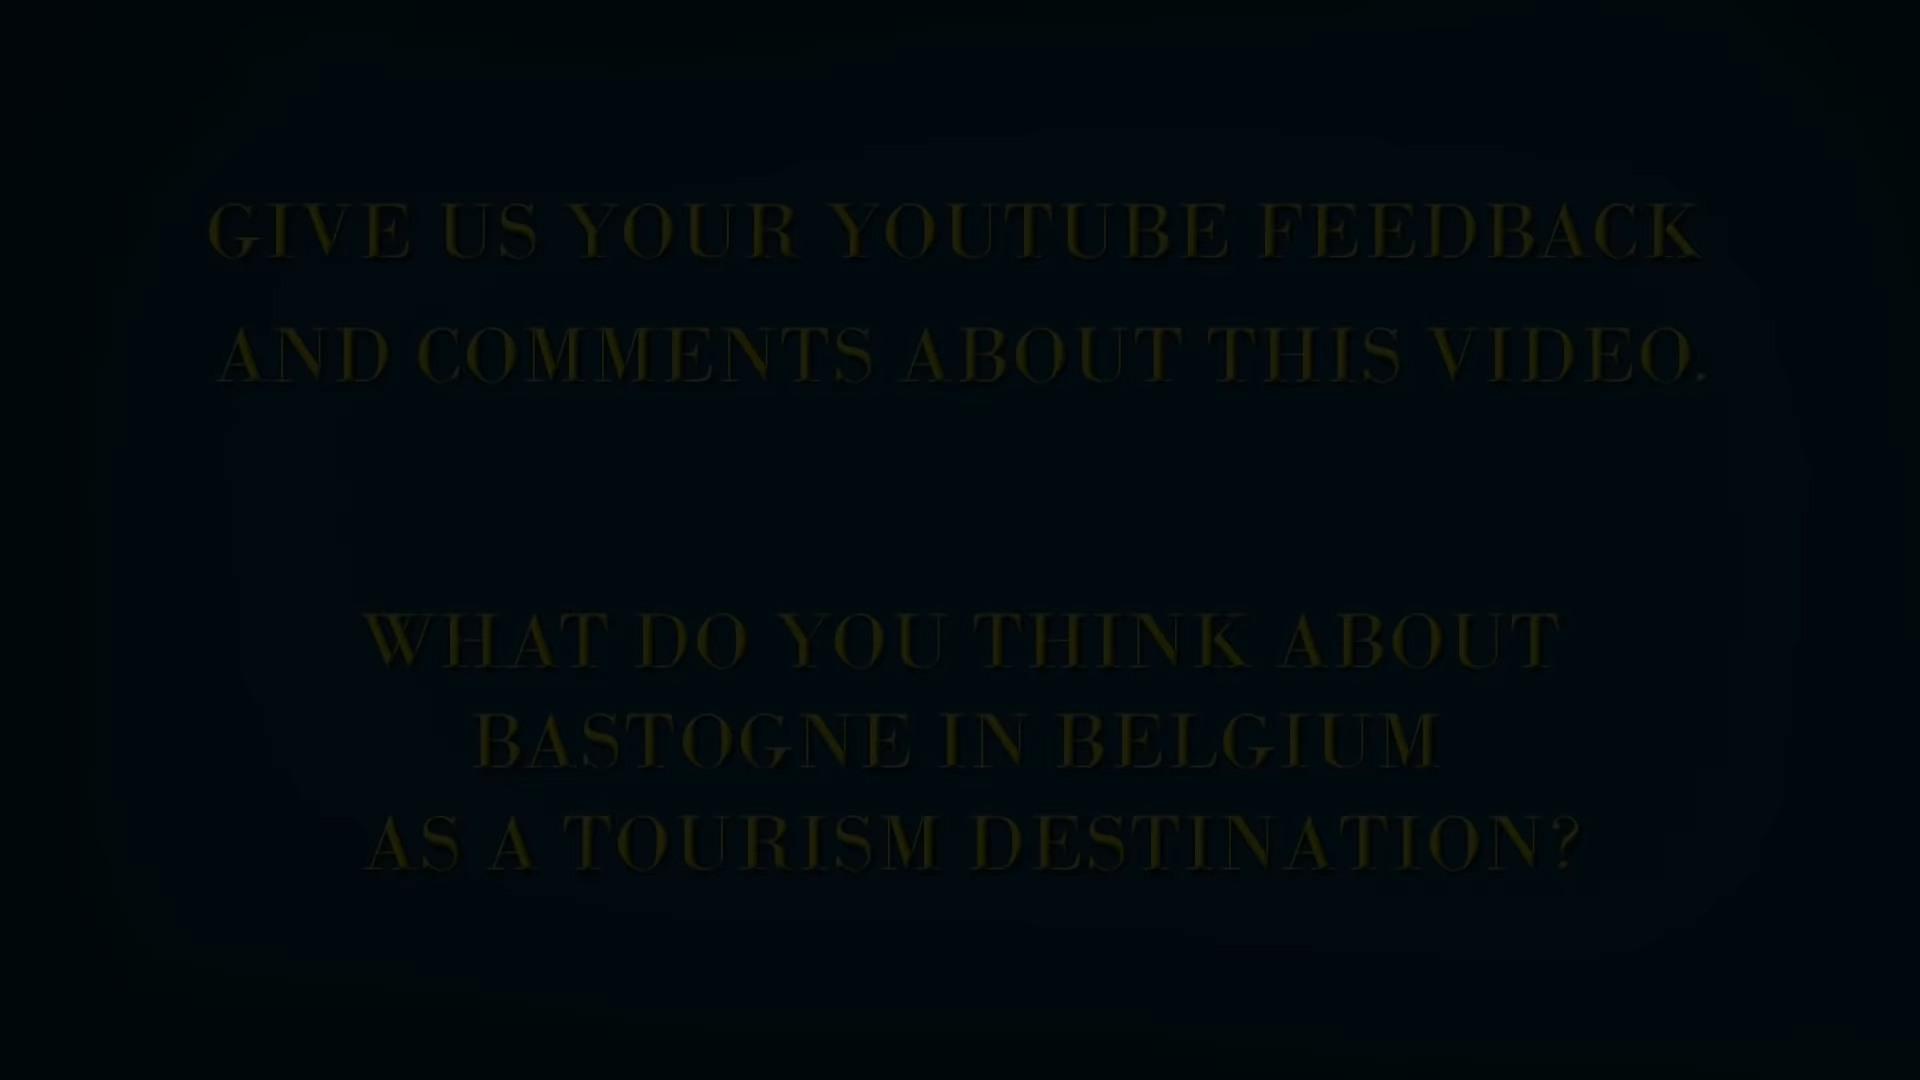 GIVE US YOUR YOUTUBE FEEDBACK
AND COMMENTS ABOUT THIS VIDEO.
WHAT DO YOU THINK ABOUT
BASTOGNE IN BELGIUM
AS A TOURISM DESTINATION?